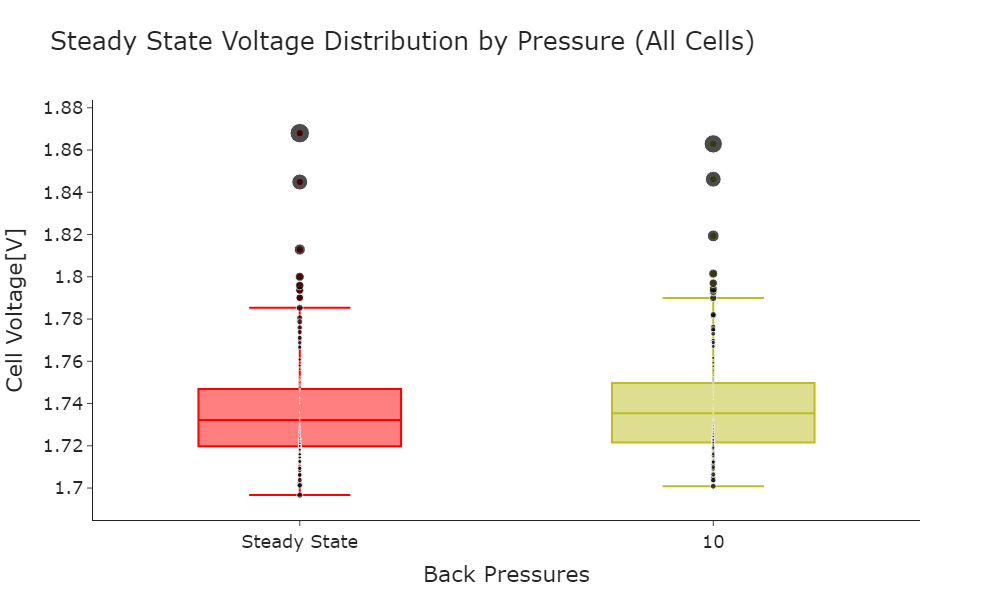 Steady State Voltage Distribution by Pressure (All Cells)
Cell Voltage[V]
1.88
1.86
1.84
1.82
1.8
1.78
1.76
1.74
1.72
1.7
Steady State
10
Back Pressures